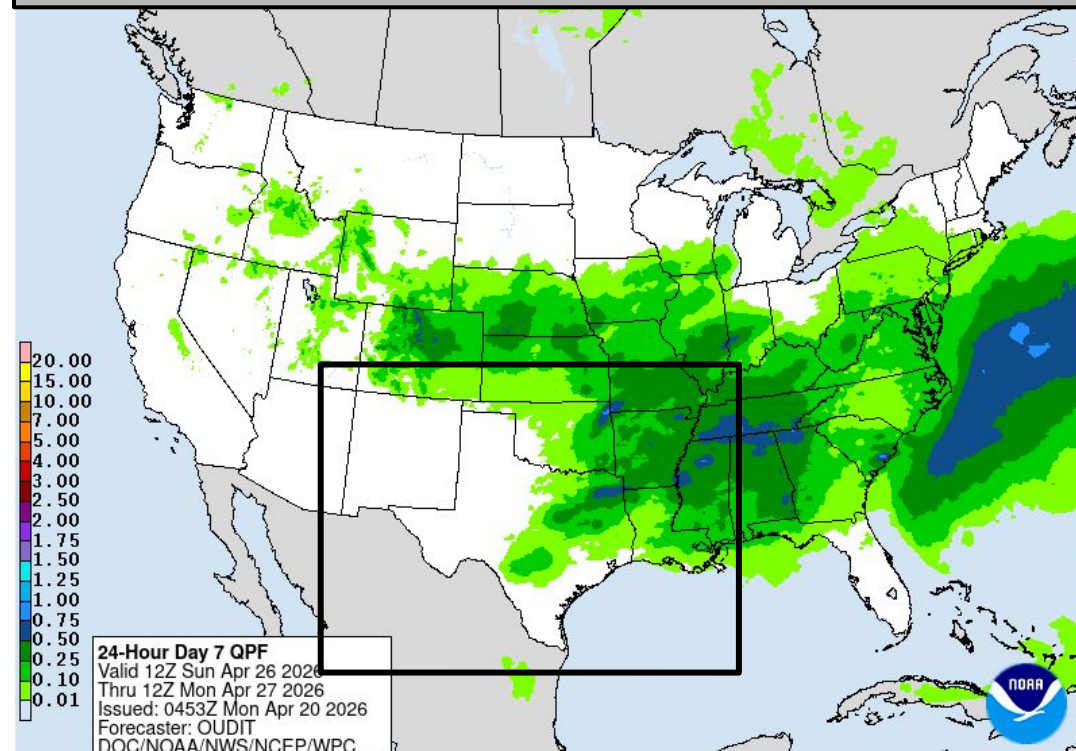 20.00
15.00
10.00
7.00
5.00
4.00
3.00
2.50
2.00
1.75
1.50
1.25
1.00
0.75
0.50
0.25
0.10
0.01
24-Hour Day 7 QPF
Valid 12Z Sun Apr 26 2026
Thru 12Z Mon Apr 27 2026
Issued: 0453Z Mon Apr 20 2026
Forecaster: OUDIT
DOC/NOAA/NWS/NCEP/WPC
NOAA